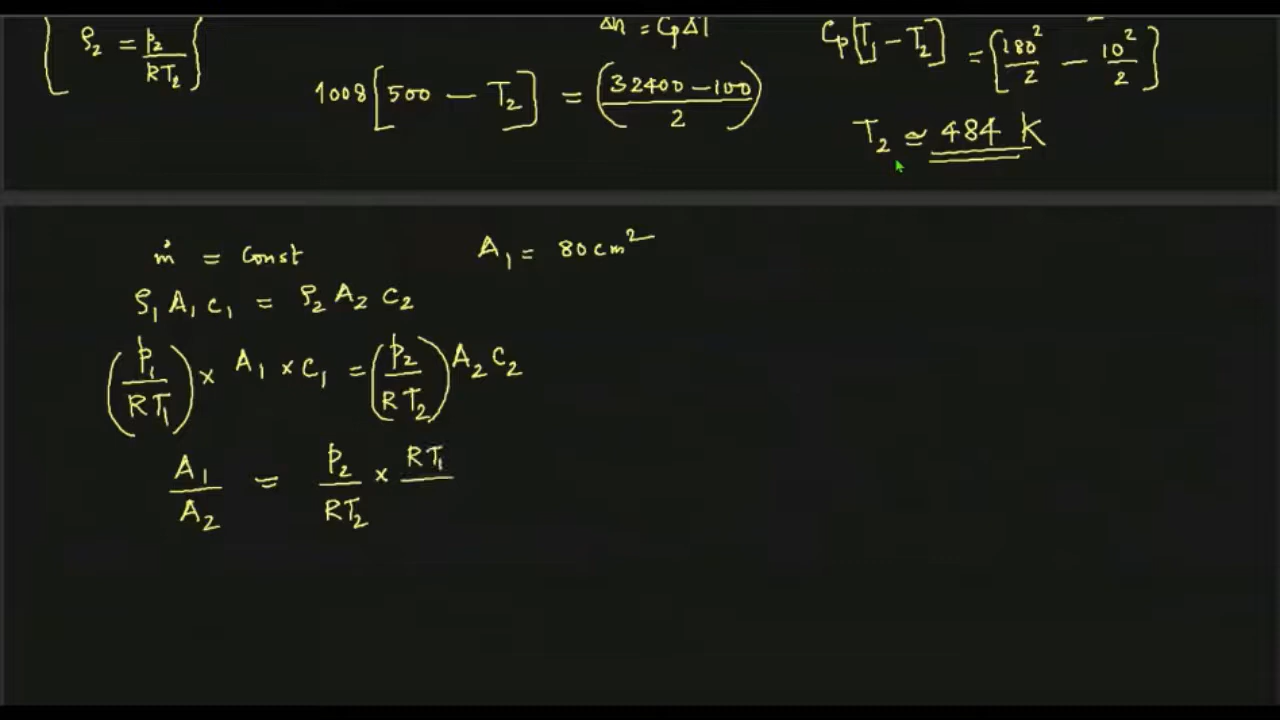 [ ρ₂ = p₂/RT₂ }
Δh = CpΔT
Cp[T₁ − T₂] = [180²/2 − 10²/2]
1008[500 − T₂] = (32400 − 100/2)
T₂ ≃ 484 K
ṁ = Const
A₁ = 80 cm²
ρ₁ A₁ C₁ = ρ₂ A₂ C₂
(p₁/RT₁) × A₁ × C₁ = (p₂/RT₂) A₂ C₂
A₁/A₂ = p₂/RT₂ × RT₁/